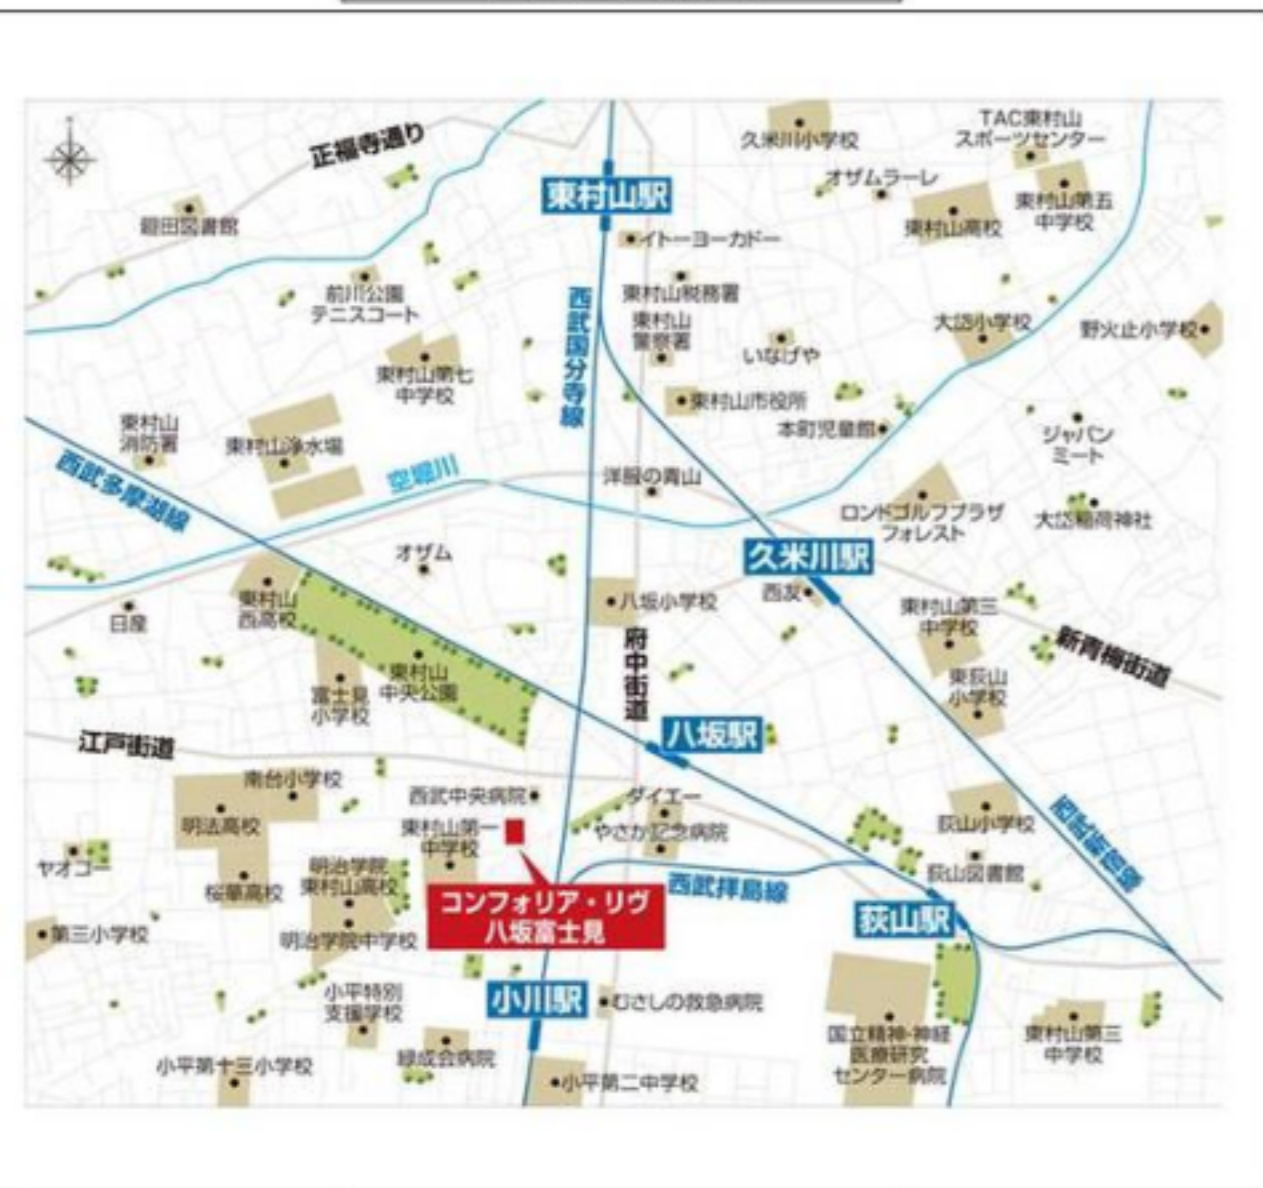 正福寺通り
久米川小学校
TAC東村山
スポーツセンター
東村山駅
オザムラーレ
東村山高校
東村山第五
中学校
イトーヨーカドー
前川公園
テニスコート
東村山税務署
東村山
警察署
西武国分寺線
いなげや
大岱小学校
野火止小学校
東村山第七
中学校
東村山市役所
本町児童館
ジャパン
ミート
東村山
消防署
東村山浄水場
西武多摩湖線
空堀川
洋服の青山
ロンドゴルフプラザ
フォレスト
大岱稲荷神社
オザム
久米川駅
西友
日産
東村山
西高校
八坂小学校
東村山第三
中学校
新青梅街道
府中街道
東村山
中央公園
富士見
小学校
東萩山
小学校
江戸街道
八坂駅
南台小学校
明法高校
西武中央病院
ダイエー
やさか記念病院
東村山第一
中学校
萩山小学校
萩山図書館
ヤオコー
桜華高校
明治学院
東村山高校
明治学院中学校
コンフォリア・リヴ
八坂富士見
西武拝島線
萩山駅
第三小学校
小川駅
むさしの救急病院
小平特別
支援学校
緑成会病院
小平第十三小学校
小平第二中学校
国立精神・神経
医療研究
センター病院
東村山第三
中学校